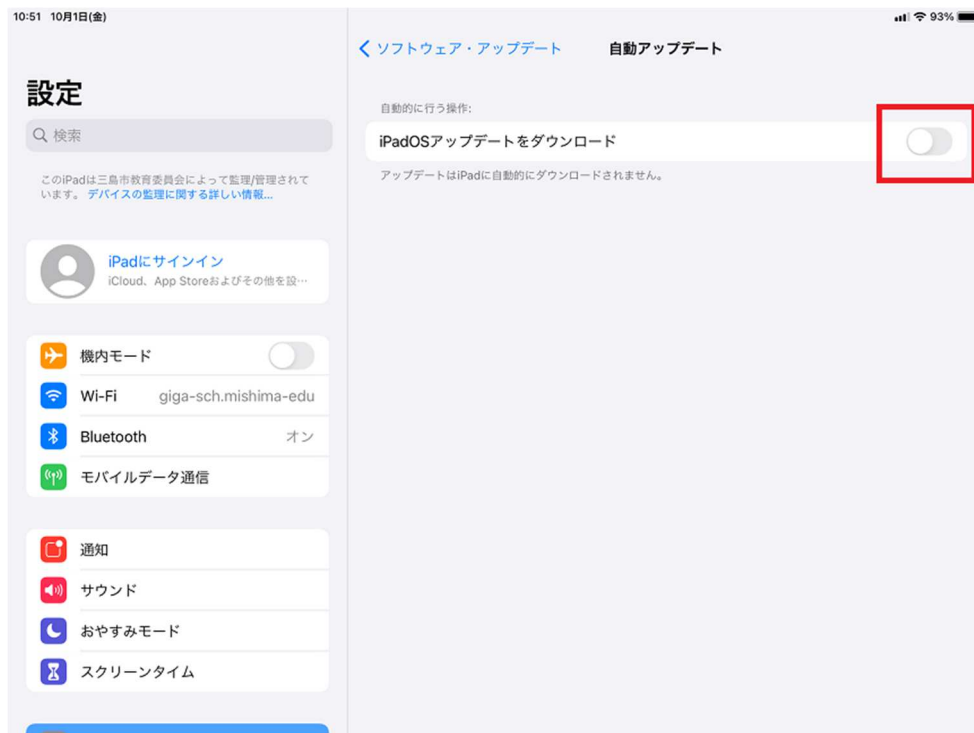 10:51 10月1日(金)
93%
設定
検索
このiPadは三島市教育委員会によって監理/管理されて
います。 デバイスの監理に関する詳しい情報...
iPadにサインイン
iCloud、App Storeおよびその他を設…
機内モード
Wi-Fi giga-sch.mishima-edu
Bluetooth オン
モバイルデータ通信
通知
サウンド
おやすみモード
スクリーンタイム
ソフトウェア・アップデート 自動アップデート
自動的に行う操作:
iPadOSアップデートをダウンロード
アップデートはiPadに自動的にダウンロードされません。